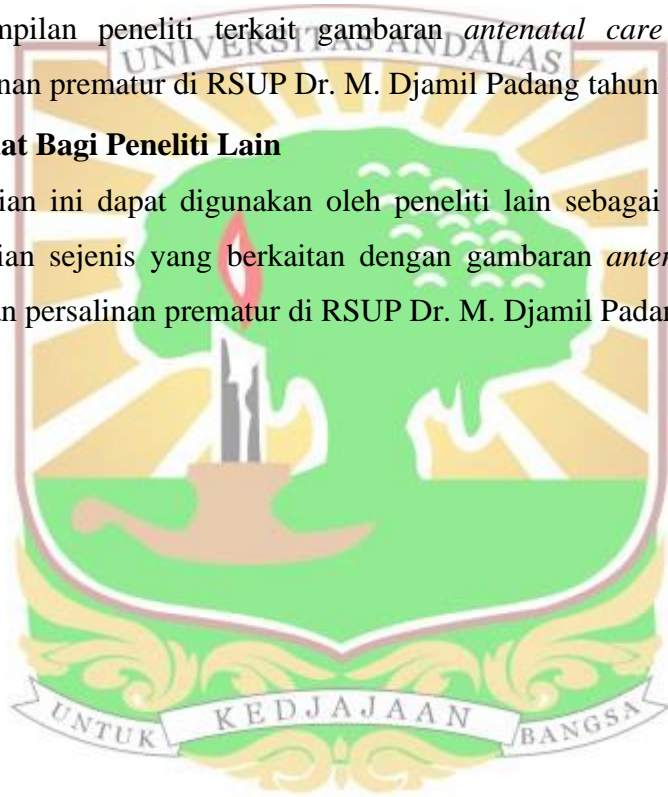 mpilan peneliti terkait gambaran antenatal care
UNIVERSITAS ANDALAS
nan prematur di RSUP Dr. M. Djamil Padang tahun
at Bagi Peneliti Lain
ian ini dapat digunakan oleh peneliti lain sebagai
ian sejenis yang berkaitan dengan gambaran anten
n persalinan prematur di RSUP Dr. M. Djamil Padan
UNTUK KEDJAJAAN BANGSA